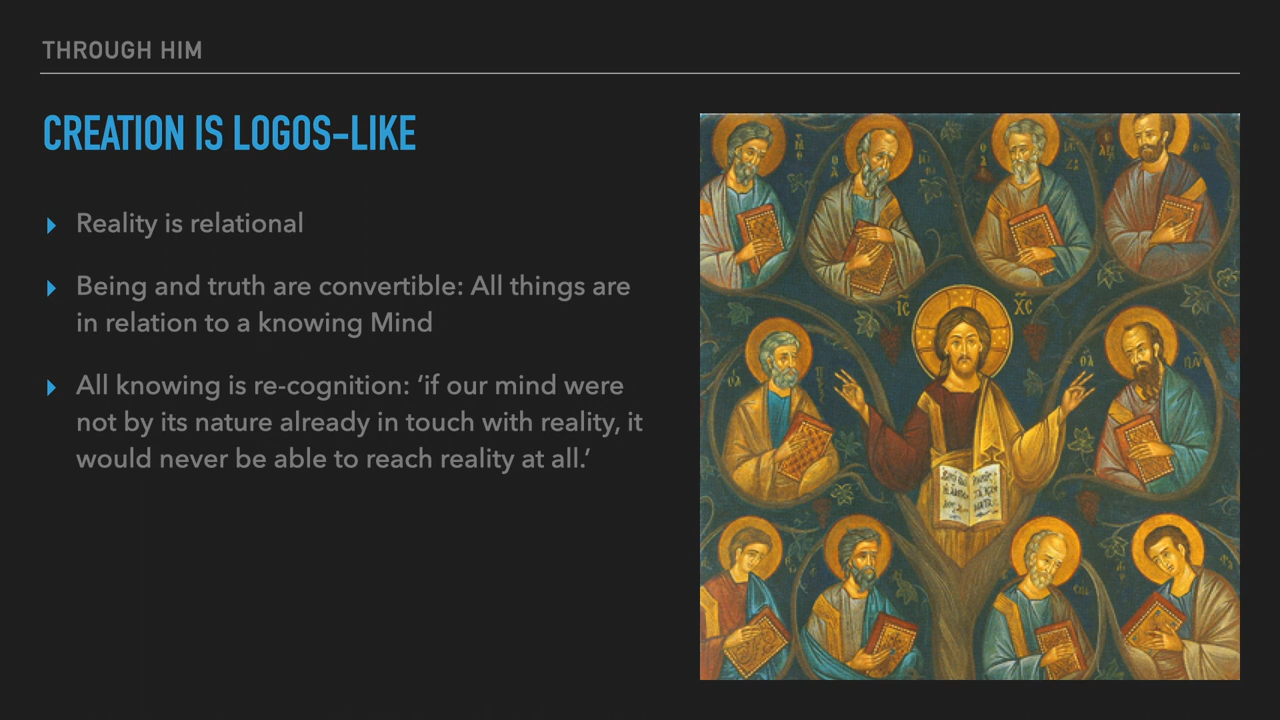 THROUGH HIM
CREATION IS LOGOS-LIKE
Reality is relational
Being and truth are convertible: All things are
in relation to a knowing Mind
All knowing is re-cognition: ‘if our mind were
not by its nature already in touch with reality, it
would never be able to reach reality at all.’
IC XC